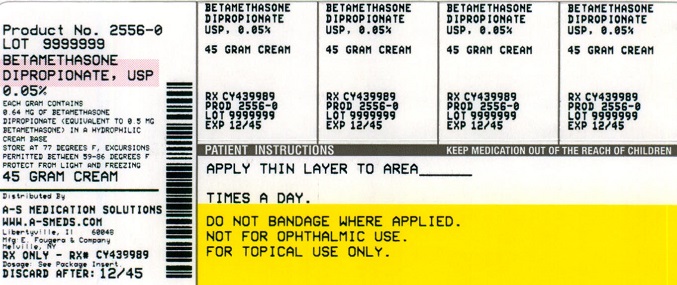 Product No. 2556-0
LOT 9999999
BETAMETHASONE
DIPROPIONATE, USP
0.05%
EACH GRAM CONTAINS
0.64 MG OF BETAMETHASONE
DIPROPIONATE (EQUIVALENT TO 0.5 MG
BETAMETHASONE) IN A HYDROPHILIC
CREAM BASE
STORE AT 77 DEGREES F, EXCURSIONS
PERMITTED BETWEEN 59-86 DEGREES F
PROTECT FROM LIGHT AND FREEZING
45 GRAM CREAM
Distributed By
A-S MEDICATION SOLUTIONS
WWW.A-SMEDS.COM
Libertyville, Il 60048
Mfg E. Fougera & Company
Melville, NY
RX ONLY - RX# CY439989
Dosage: See Package Insert.
DISCARD AFTER: 12/45
BETAMETHASONE
DIPROPIONATE
USP, 0.05%
45 GRAM CREAM
RX CY439989
PROD 2556-0
LOT 9999999
EXP 12/45
BETAMETHASONE
DIPROPIONATE
USP, 0.05%
45 GRAM CREAM
RX CY439989
PROD 2556-0
LOT 9999999
EXP 12/45
BETAMETHASONE
DIPROPIONATE
USP, 0.05%
45 GRAM CREAM
RX CY439989
PROD 2556-0
LOT 9999999
EXP 12/45
BETAMETHASONE
DIPROPIONATE
USP, 0.05%
45 GRAM CREAM
RX CY439989
PROD 2556-0
LOT 9999999
EXP 12/45
PATIENT INSTRUCTIONS KEEP MEDICATION OUT OF THE REACH OF CHILDREN
APPLY THIN LAYER TO AREA______
TIMES A DAY.
DO NOT BANDAGE WHERE APPLIED.
NOT FOR OPHTHALMIC USE.
FOR TOPICAL USE ONLY.